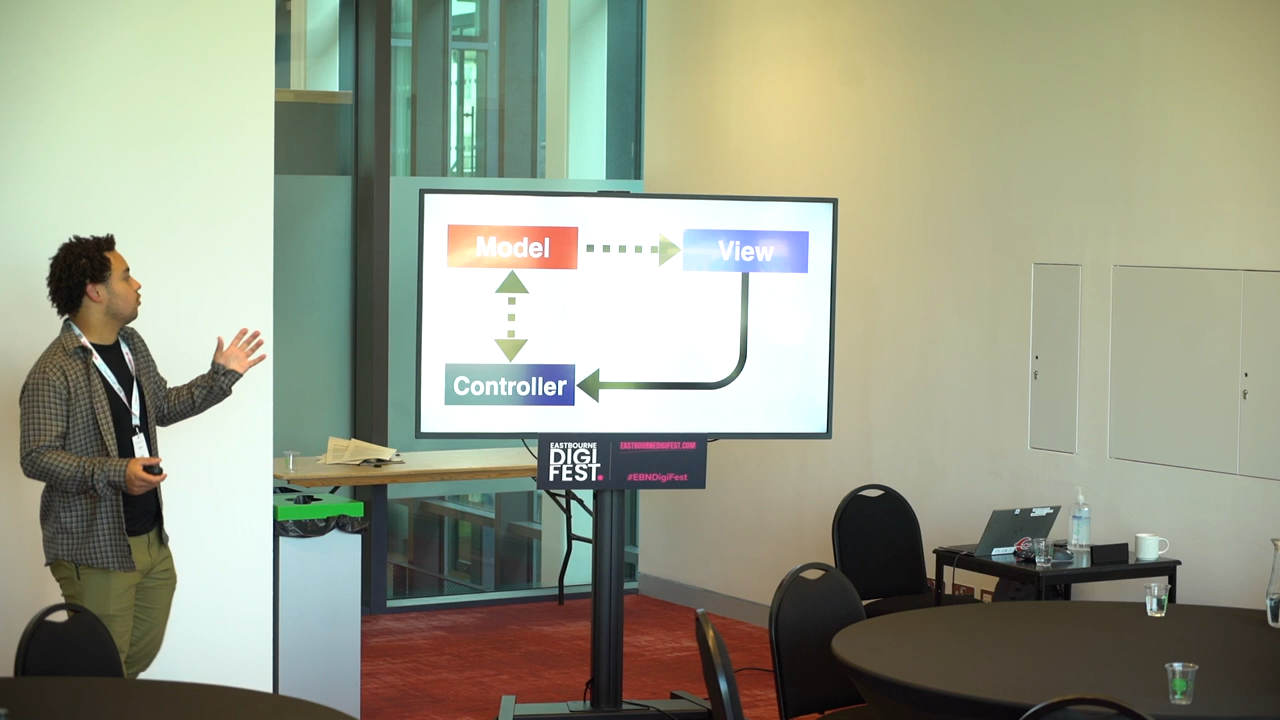 Model
View
Controller
EASTBOURNE
DIGI
FEST.
EASTBOURNEDIGIFEST.COM
#EBNDigiFest